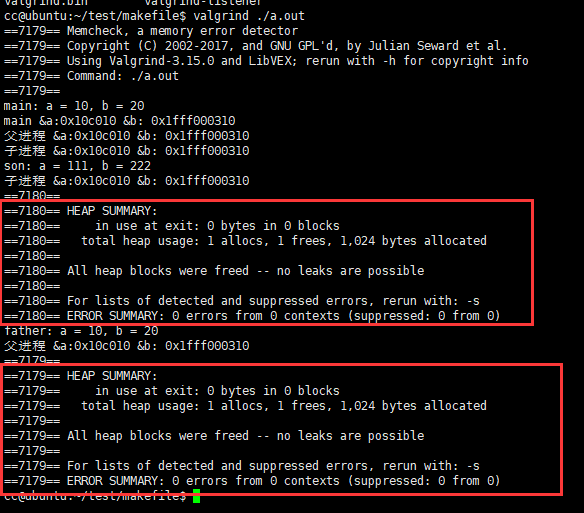 valgrind.bin valgrind-listener
cc@ubuntu:~/test/makefile$ valgrind ./a.out
==7179== Memcheck, a memory error detector
==7179== Copyright (C) 2002-2017, and GNU GPL'd, by Julian Seward et al.
==7179== Using Valgrind-3.15.0 and LibVEX; rerun with -h for copyright info
==7179== Command: ./a.out
==7179==
main: a = 10, b = 20
main &a:0x10c010 &b: 0x1fff000310
父进程 &a:0x10c010 &b: 0x1fff000310
子进程 &a:0x10c010 &b: 0x1fff000310
son: a = 111, b = 222
子进程 &a:0x10c010 &b: 0x1fff000310
==7180==
==7180== HEAP SUMMARY:
==7180==     in use at exit: 0 bytes in 0 blocks
==7180==   total heap usage: 1 allocs, 1 frees, 1,024 bytes allocated
==7180==
==7180== All heap blocks were freed -- no leaks are possible
==7180==
==7180== For lists of detected and suppressed errors, rerun with: -s
==7180== ERROR SUMMARY: 0 errors from 0 contexts (suppressed: 0 from 0)
father: a = 10, b = 20
父进程 &a:0x10c010 &b: 0x1fff000310
==7179==
==7179== HEAP SUMMARY:
==7179==     in use at exit: 0 bytes in 0 blocks
==7179==   total heap usage: 1 allocs, 1 frees, 1,024 bytes allocated
==7179==
==7179== All heap blocks were freed -- no leaks are possible
==7179==
==7179== For lists of detected and suppressed errors, rerun with: -s
==7179== ERROR SUMMARY: 0 errors from 0 contexts (suppressed: 0 from 0)
cc@ubuntu:~/test/makefile$